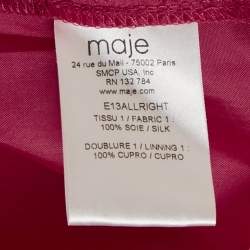 maje
24 rue du Mail - 75002 Paris
SMCP USA, Inc
RN 132 784
www.maje.com
E13ALLRIGHT
TISSU 1 / FABRIC 1 :
100% SOIE / SILK
DOUBLURE 1 / LINNING 1 :
100% CUPRO / CUPRO